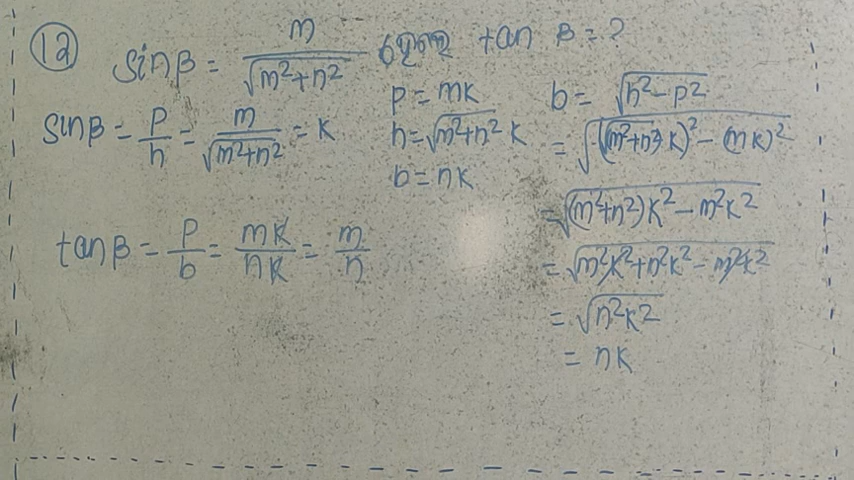 12 sinβ = m/√(m²+n²) ହେଲେ tan β = ?
sinβ = p/h = m/√(m²+n²) = K
p = mK
h = √(m²+n²) K
b = nK
tanβ = p/b = mK/nK = m/n
b = √(h²-p²)
= √((√(m²+n²) K)² - (mK)²)
= √((m²+n²)K² - m²K²)
= √(m²K²+n²K² - m²K²)
= √(n²K²)
= nK